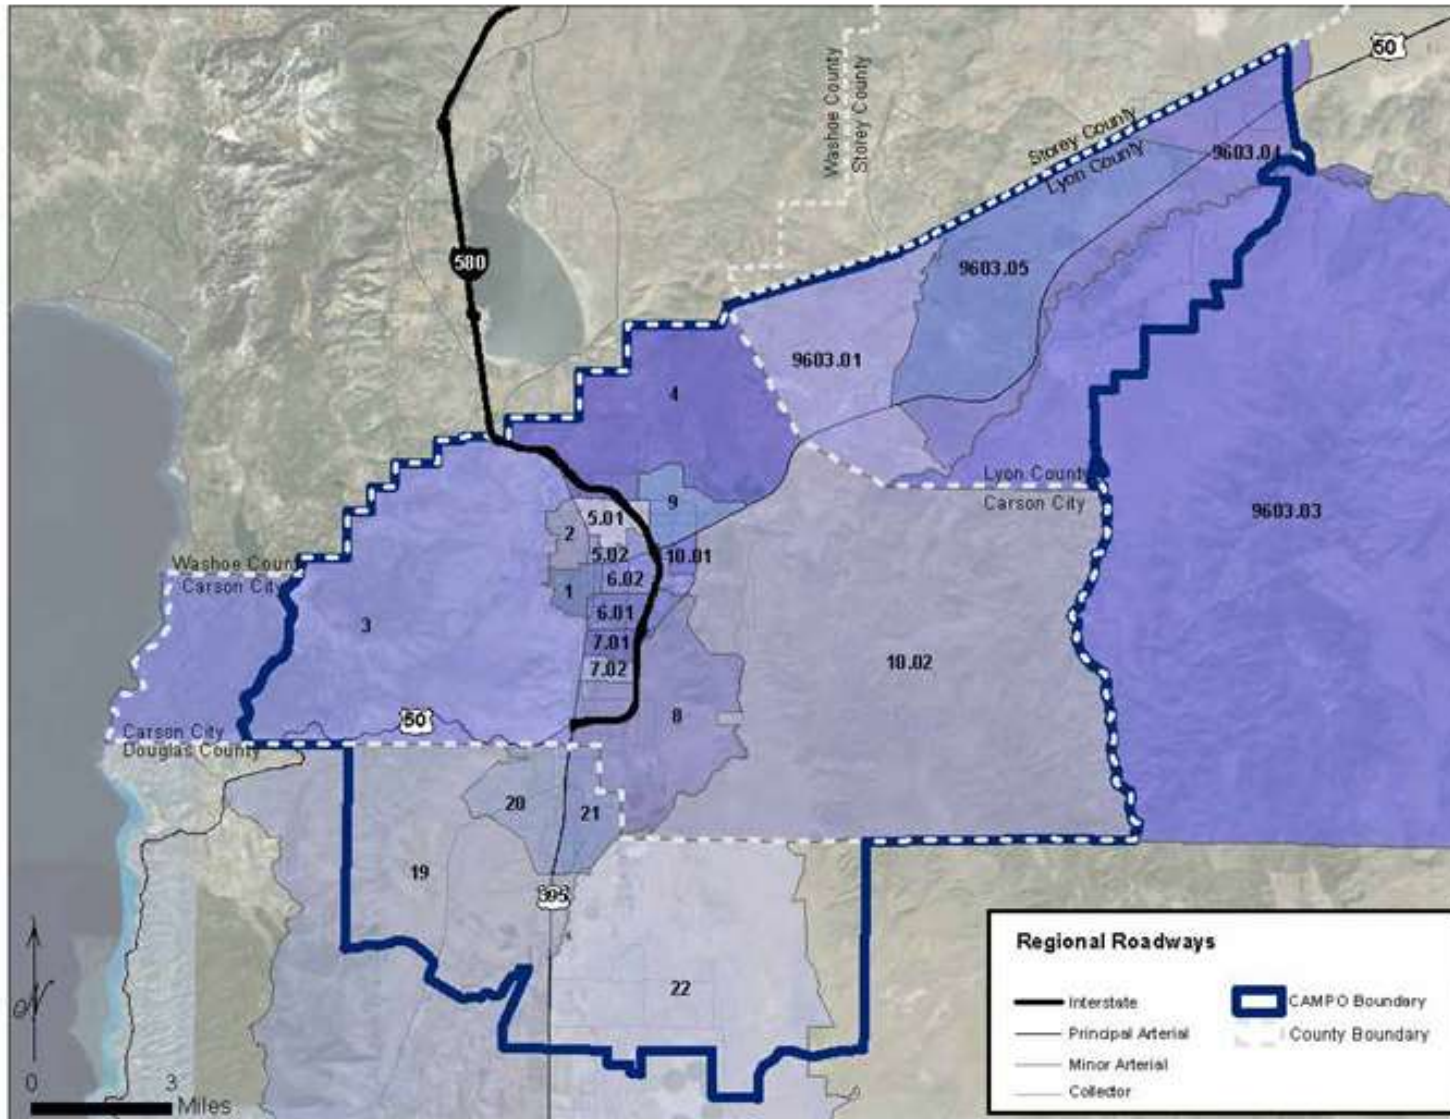 50
Washoe County
Storey County
Storey County
Lyon County
9603.04
580
9603.05
9603.01
4
Lyon County
Carson City
9603.03
9
5.01
2
5.02
10.01
6.02
1
6.01
3
7.01
10.02
7.02
Washoe County
Carson City
50
8
Carson City
Douglas County
20
21
19
395
22
N
0
3
Miles
Regional Roadways
Interstate
Principal Arterial
Minor Arterial
Collector
CAMPO Boundary
County Boundary